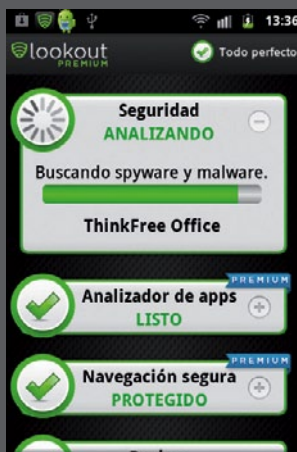 13:36
lookout
PREMIUM
Todo perfecto
Seguridad
ANALIZANDO
Buscando spyware y malware.
ThinkFree Office
PREMIUM
Analizador de apps
LISTO
PREMIUM
Navegación segura
PROTEGIDO